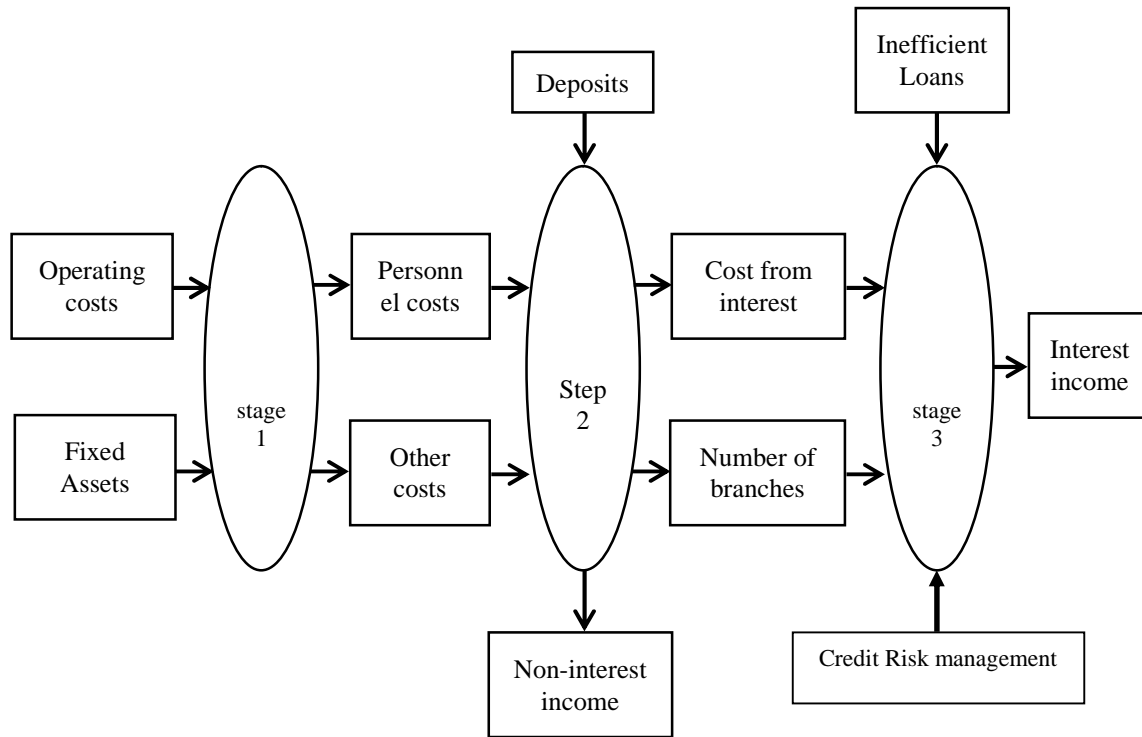 Inefficient
Loans
Deposits
Operating
costs
Personn
el costs
Cost from
interest
Interest
income
stage
1
Step
2
stage
3
Fixed
Assets
Other
costs
Number of
branches
Non-interest
income
Credit Risk management